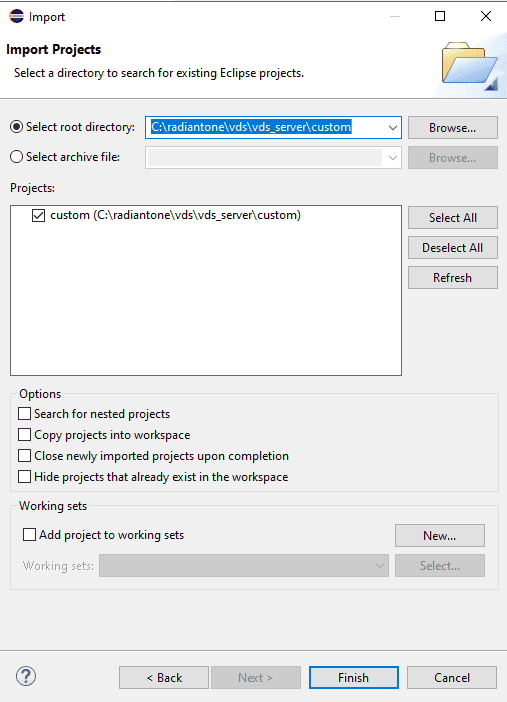 Import
Import Projects
Select a directory to search for existing Eclipse projects.
Select root directory:
C:\radiantone\vds\vds_server\custom
Browse...
Select archive file:
Browse...
Projects:
custom (C:\radiantone\vds\vds_server\custom)
Select All
Deselect All
Refresh
Options
Search for nested projects
Copy projects into workspace
Close newly imported projects upon completion
Hide projects that already exist in the workspace
Working sets
Add project to working sets
New...
Working sets:
Select...
?
< Back
Next >
Finish
Cancel